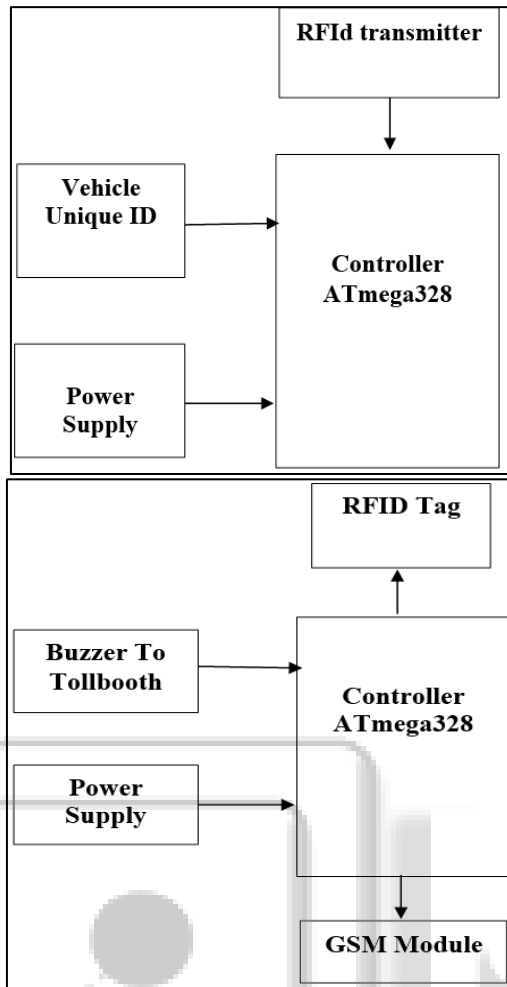 RFId transmitter
Vehicle
Unique ID
Controller
ATmega328
Power
Supply
RFID Tag
Buzzer To
Tollbooth
Controller
ATmega328
Power
Supply
GSM Module